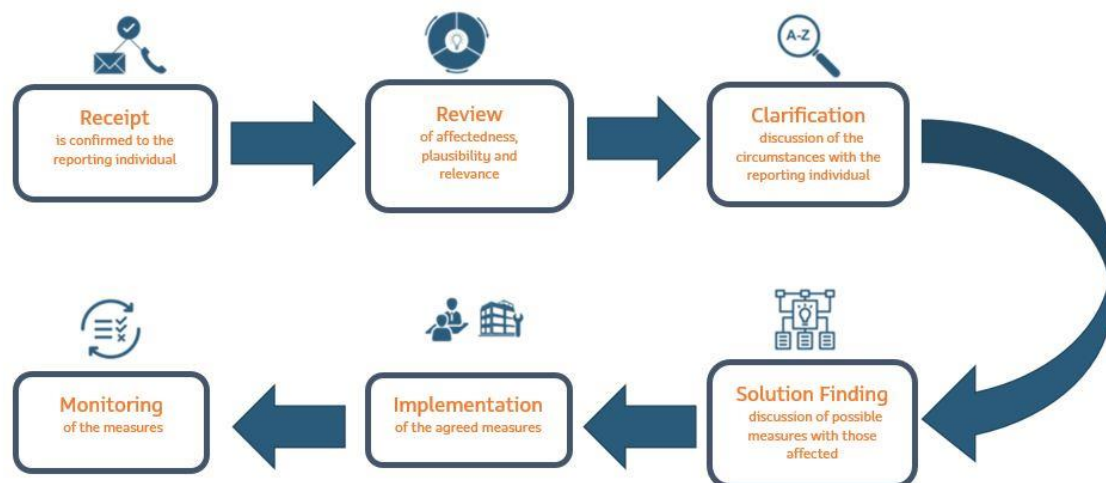 Receipt
is confirmed to the
reporting individual
Review
of affectedness,
plausibility and
relevance
A-Z
Clarification
discussion of the
circumstances with the
reporting individual
Solution Finding
discussion of possible
measures with those
affected
Implementation
of the agreed measures
Monitoring
of the measures